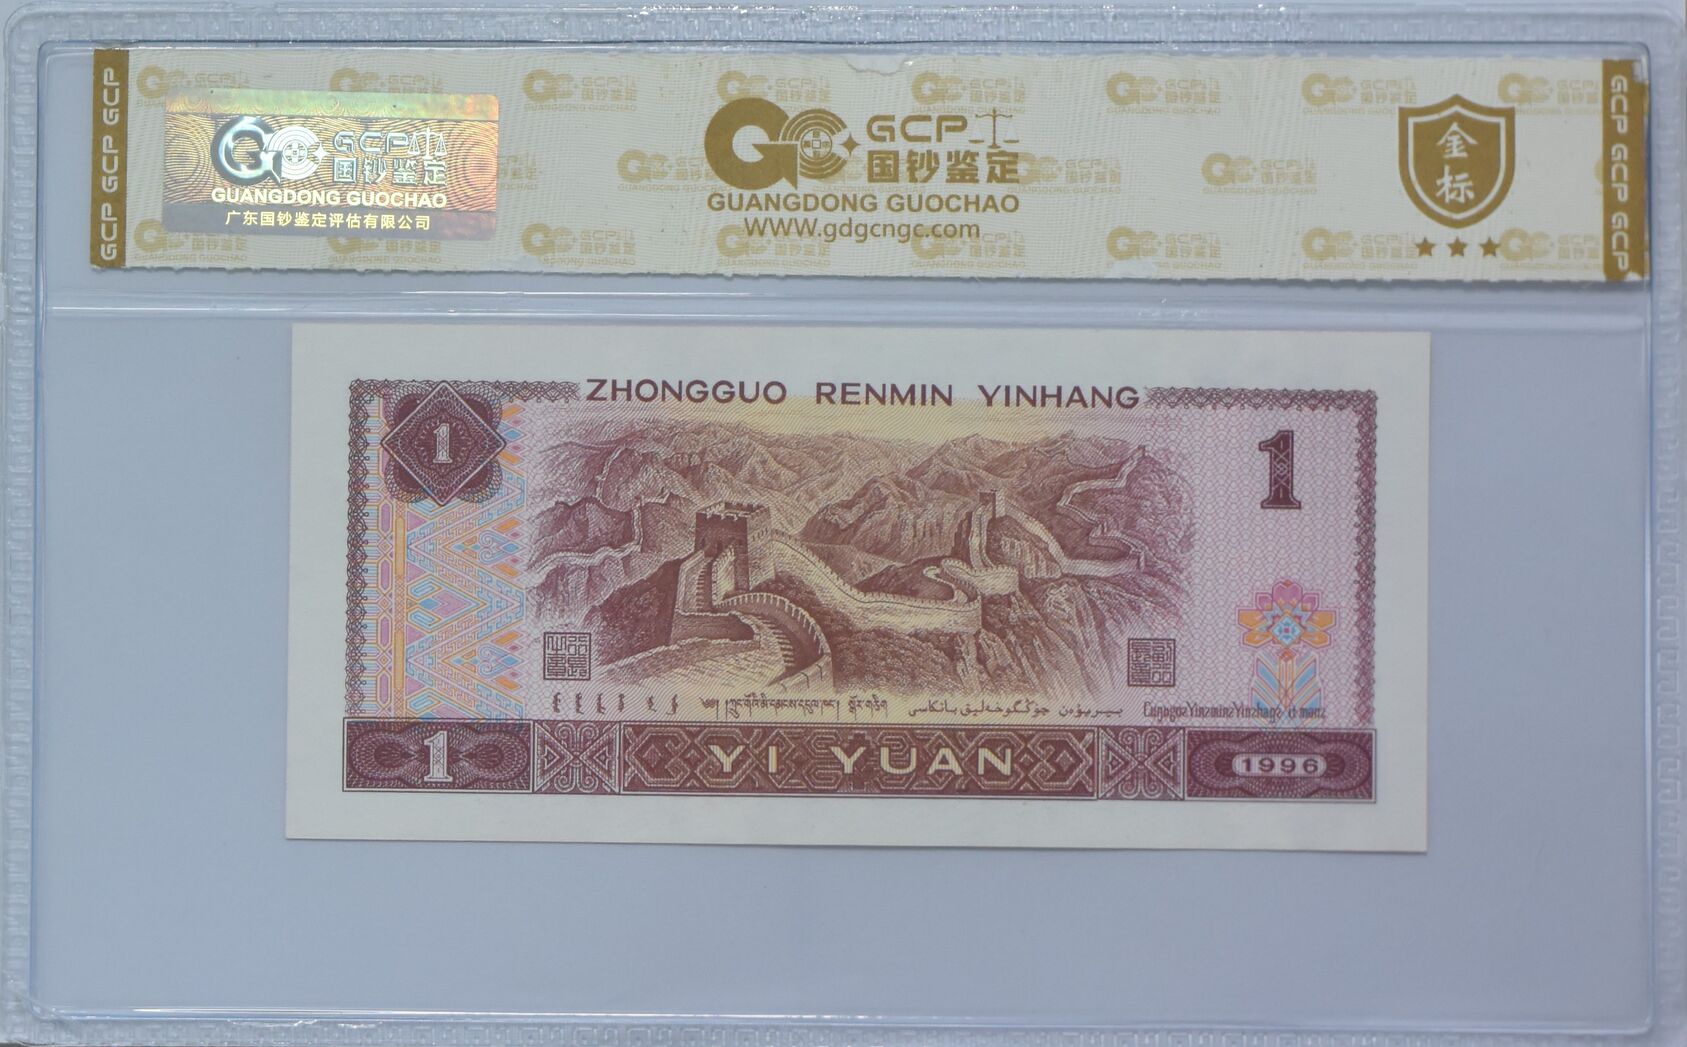 GCP GCP GCP
GCP
国钞鉴定
GUANGDONG GUOCHAO
广东国钞鉴定评估有限公司
GCP
国钞鉴定
GUANGDONG GUOCHAO
WWW.gdgcngc.com
金标
GCP GCP GCP
ZHONGGUO RENMIN YINHANG
1
1
1
YI YUAN
1996